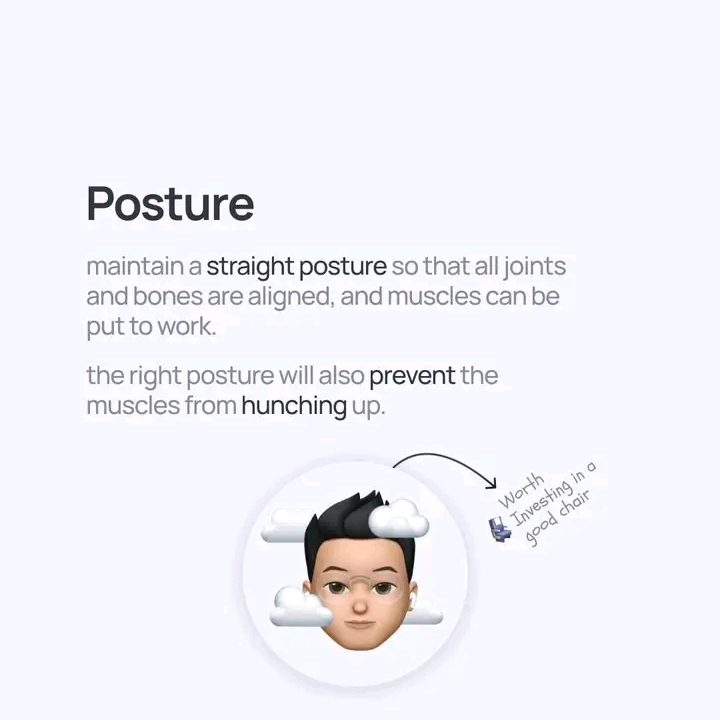 Posture
maintain a straight posture so that all joints
and bones are aligned, and muscles can be
put to work.
the right posture will also prevent the
muscles from hunching up.
Worth
Investing in a
good chair